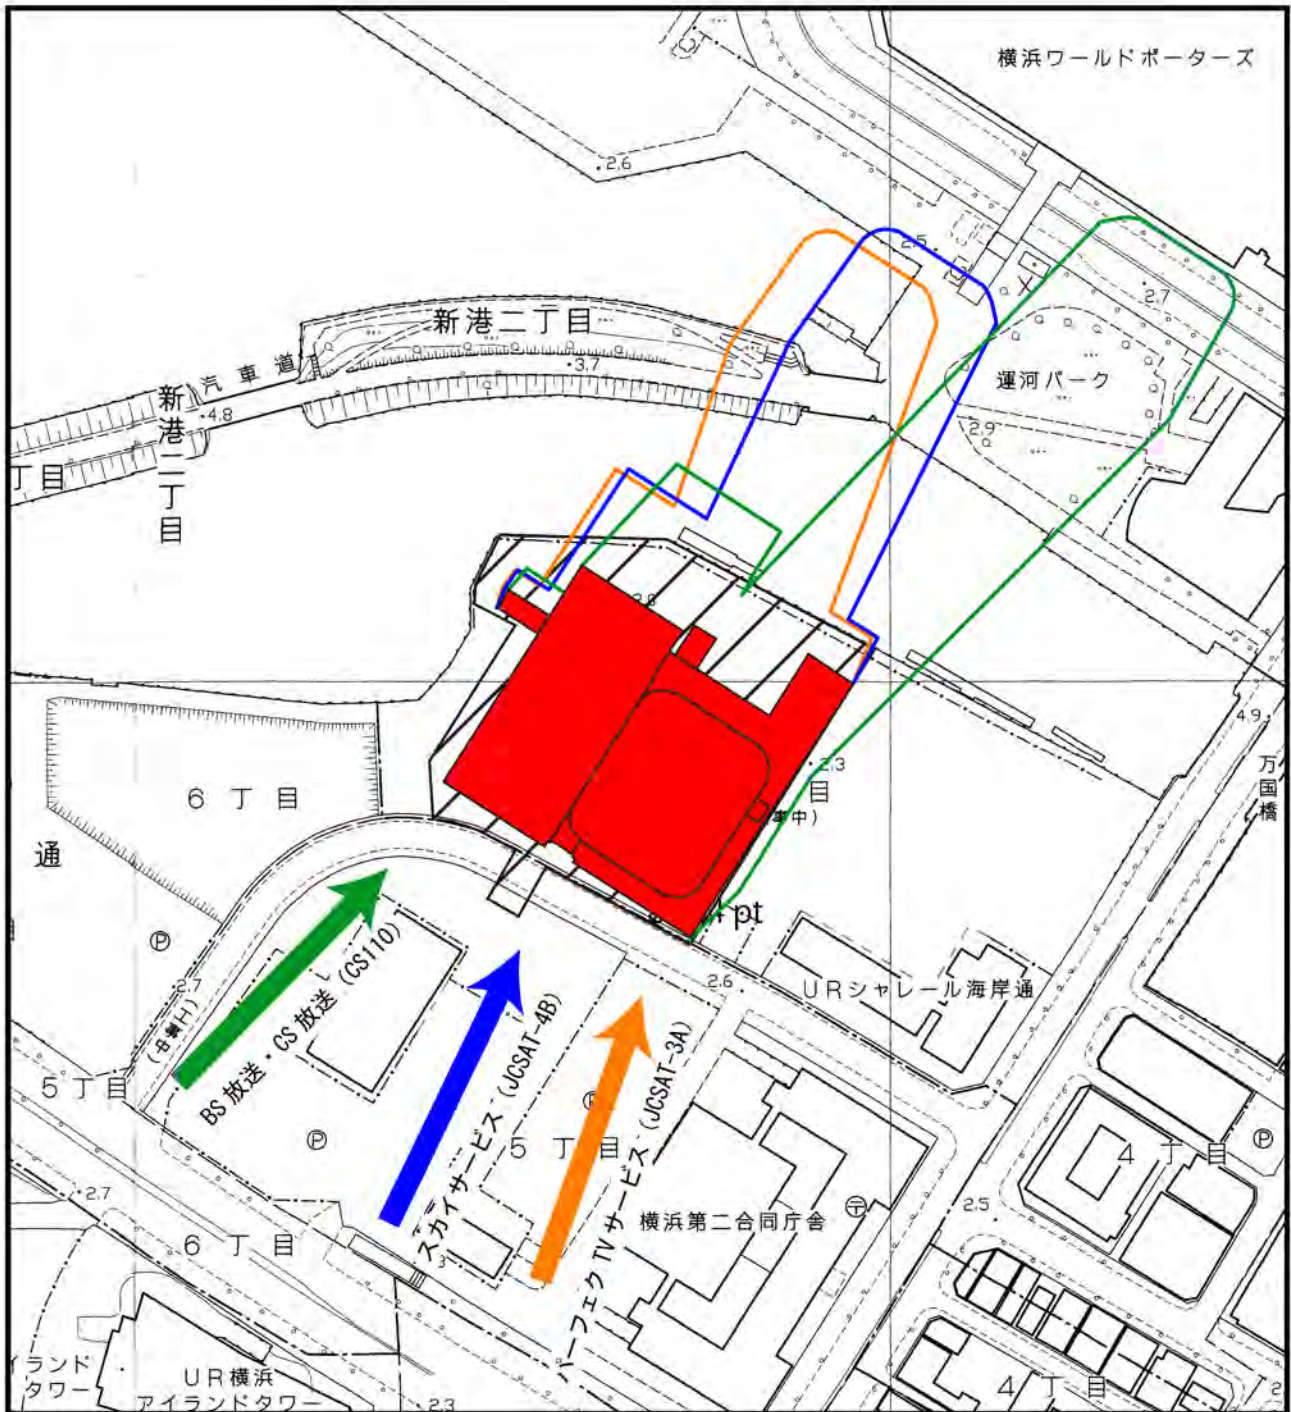 横浜ワールドポーターズ
2.6
2.5
2.7
新港二丁目
3.7
汽車道
運河パーク
4.8
新港二丁目
2.9
丁目
3.8
4.9
2.3
目
万国橋
6丁目
事中)
通
pt
2.7
2.6
URシャレール海岸通
BS放送・CS放送 (CS110)
スカイサービス (JCSAT-4B)
パーフェクTVサービス (JCSAT-3A)
5丁目
P
P
5丁目
4丁目
P
2.7
6丁目
3
横浜第二合同庁舎
〒
2.5
イランド
タワー
UR横浜
アイランドタワー
2.3
4丁目